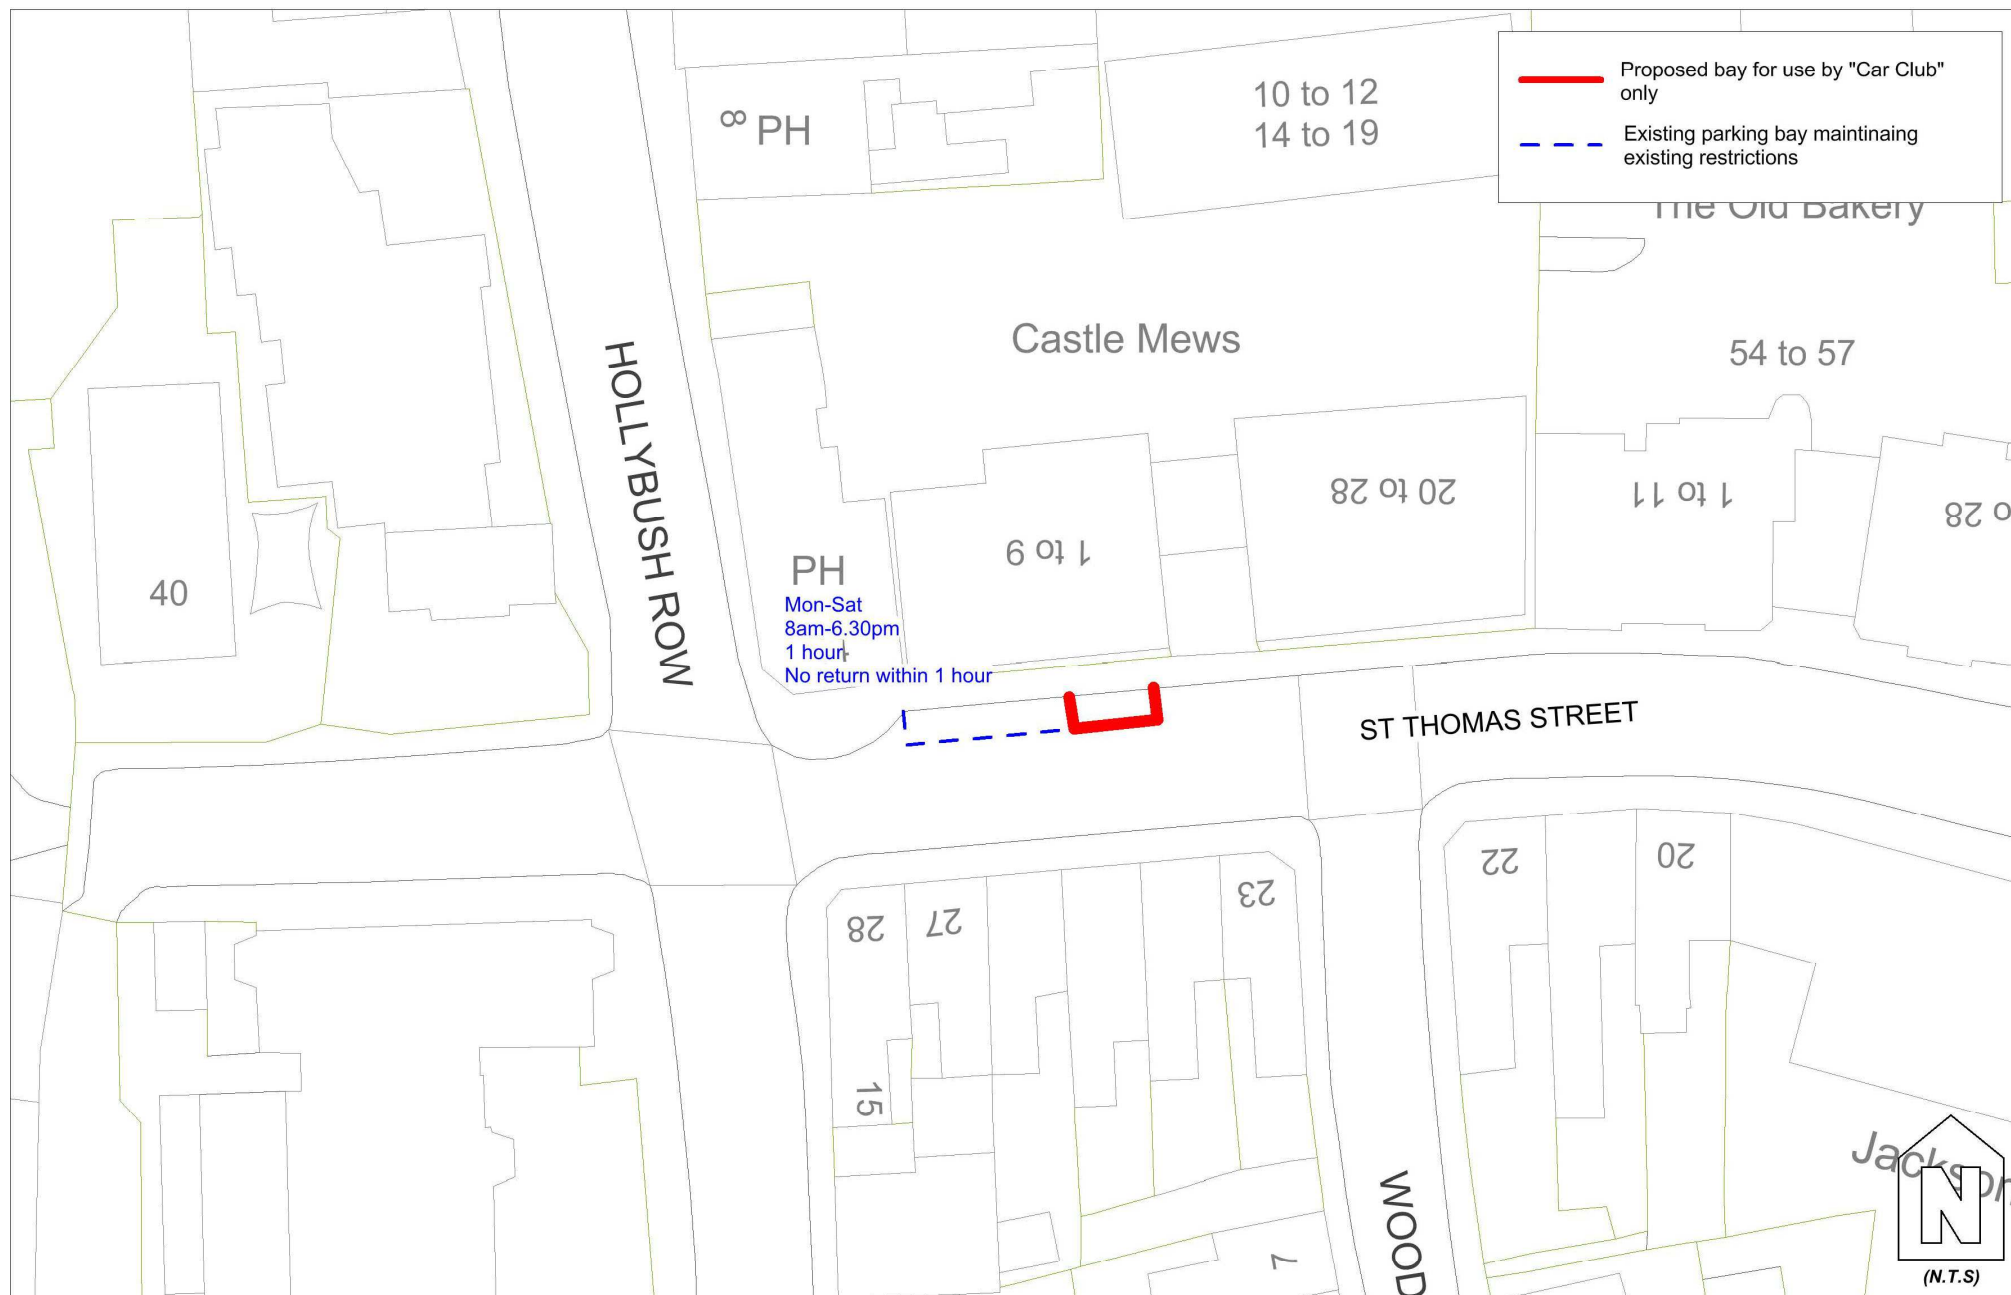 Proposed bay for use by "Car Club"
only
Existing parking bay maintinaing
existing restrictions
8 PH
10 to 12
14 to 19
The Old Bakery
Castle Mews
54 to 57
HOLLYBUSH ROW
20 to 28
1 to 11
o 28
1 to 9
40
PH
Mon-Sat
8am-6.30pm
1 hour
No return within 1 hour
ST THOMAS STREET
22
20
23
27
28
15
7
WOOD
Jackson
N
(N.T.S)